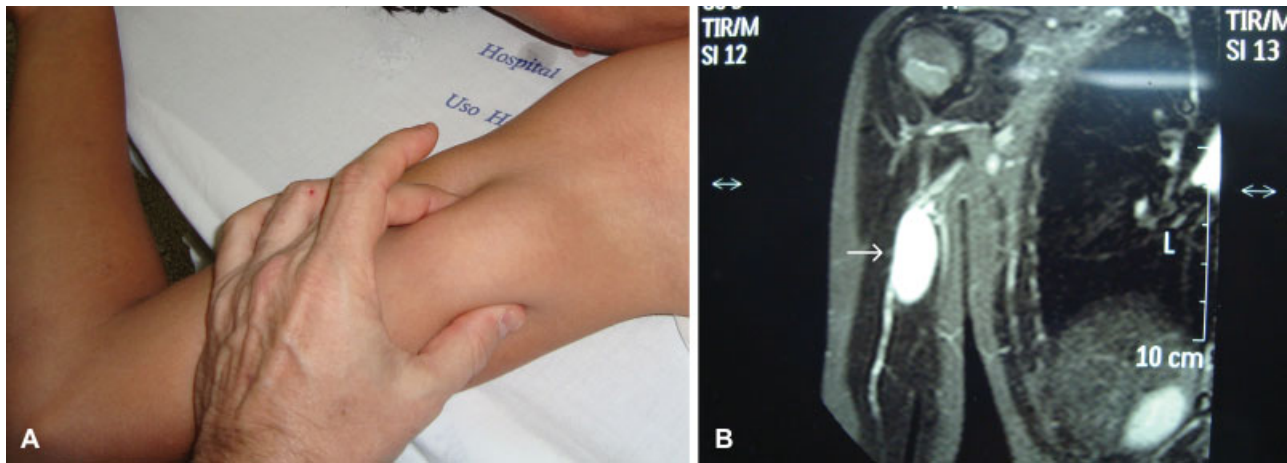 Hospital
Uso H
A
TIR/M
SI 12
TIR/M
SI 13
L
10 cm
B